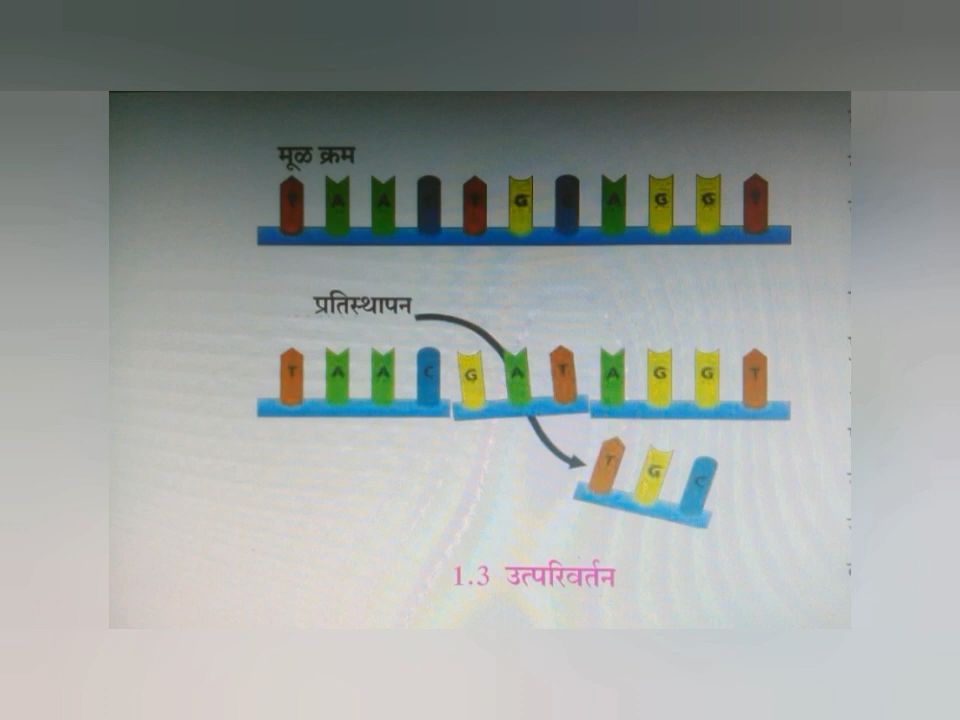 मूळ क्रम
T A A C T G C A G G T
प्रतिस्थापन
T A A C G A T A G G T
T G C
1.3 उत्परिवर्तन